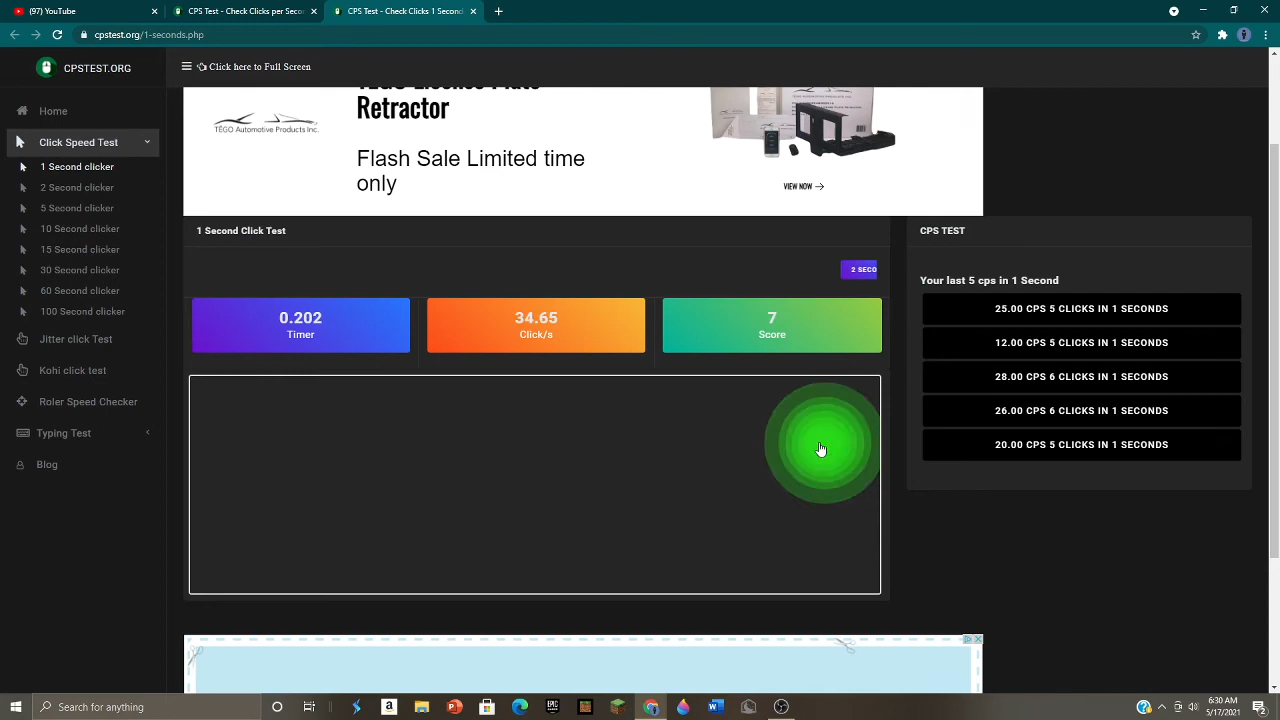 (97) YouTube
CPS Test - Check Clicks Per Secon
CPS Test - Check Clicks 1 Secon
cpstest.org/1-seconds.php
CPSTEST.ORG
Click here to Full Screen
Retractor
TEGO Automotive Products Inc.
Flash Sale Limited time
only
VIEW NOW →
Home
Click Speed Test
1 Second clicker
2 Second clicker
5 Second clicker
10 Second clicker
15 Second clicker
30 Second clicker
60 Second clicker
100 Second clicker
Jitter click Test
Kohi click test
Roler Speed Checker
Typing Test
Blog
1 Second Click Test
2 SECO
0.202
Timer
34.65
Click/s
7
Score
CPS TEST
Your last 5 cps in 1 Second
25.00 CPS 5 CLICKS IN 1 SECONDS
12.00 CPS 5 CLICKS IN 1 SECONDS
28.00 CPS 6 CLICKS IN 1 SECONDS
26.00 CPS 6 CLICKS IN 1 SECONDS
20.00 CPS 5 CLICKS IN 1 SECONDS
Search for anything
6:30 AM
5/17/2021